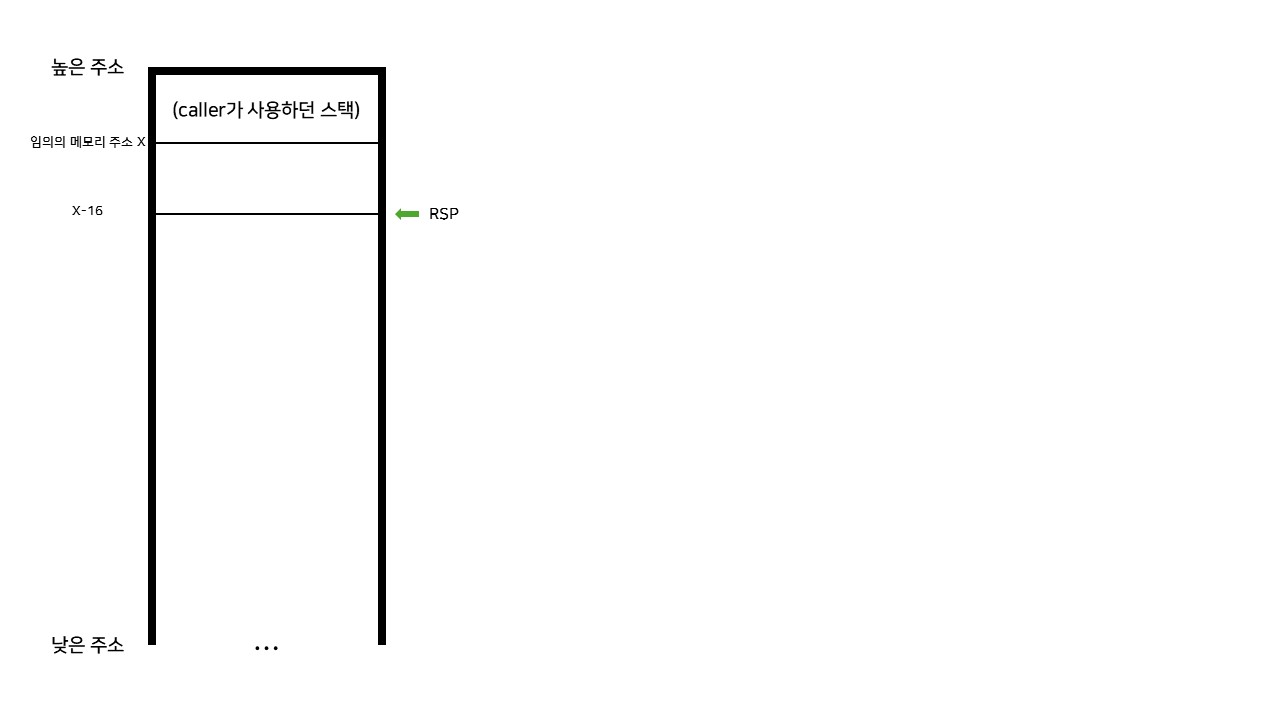 높은 주소
(caller가 사용하던 스택)
임의의 메모리 주소 X
X-16
RSP
낮은 주소
...